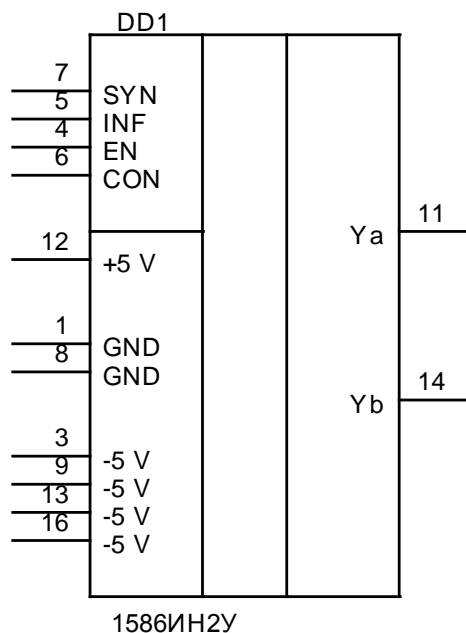 DD1
7 SYN
5 INF
4 EN
6 CON
12 +5 V
1 GND
8 GND
3 -5 V
9 -5 V
13 -5 V
16 -5 V
Ya 11
Yb 14
1586ИН2У